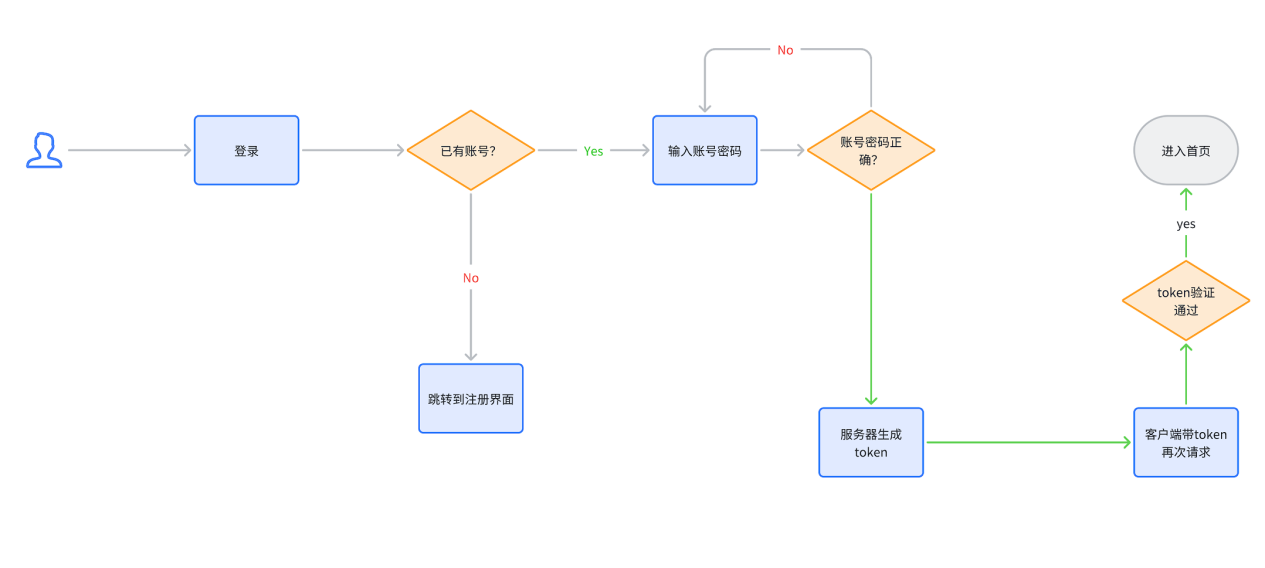 No
登录
已有账号?
Yes
输入账号密码
账号密码正
确?
进入首页
yes
No
token验证
通过
跳转到注册界面
服务器生成
token
客户端带token
再次请求